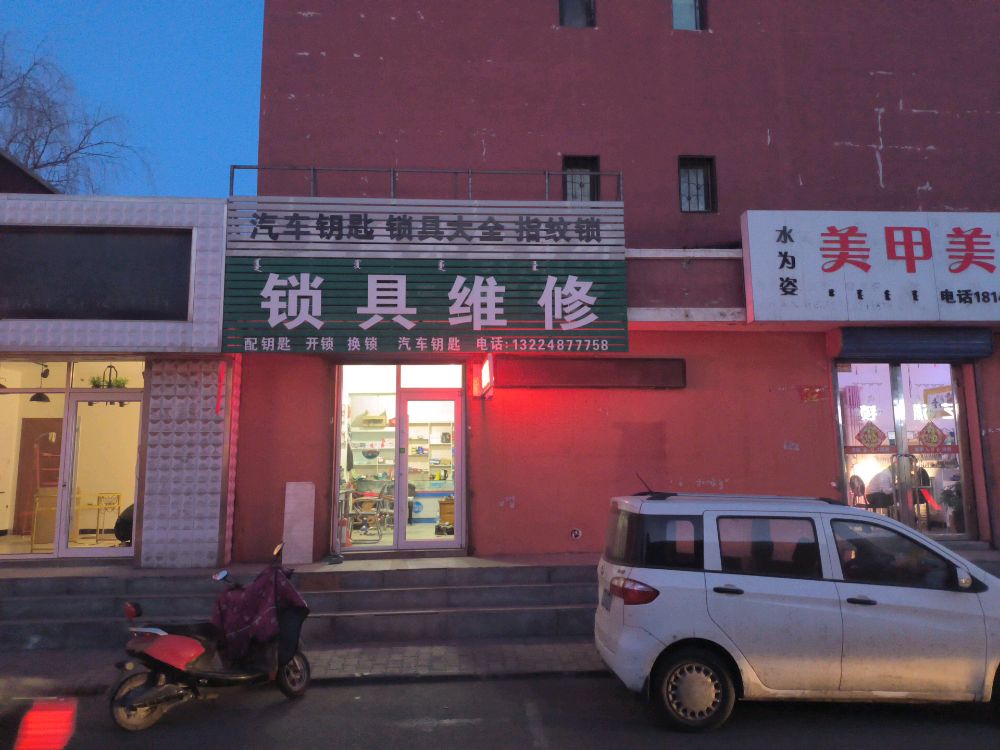 汽车钥匙 锁具大全 指纹锁
锁具维修
配钥匙 开锁 换锁 汽车钥匙 电话:13224877758
水为姿
美甲美
电话181